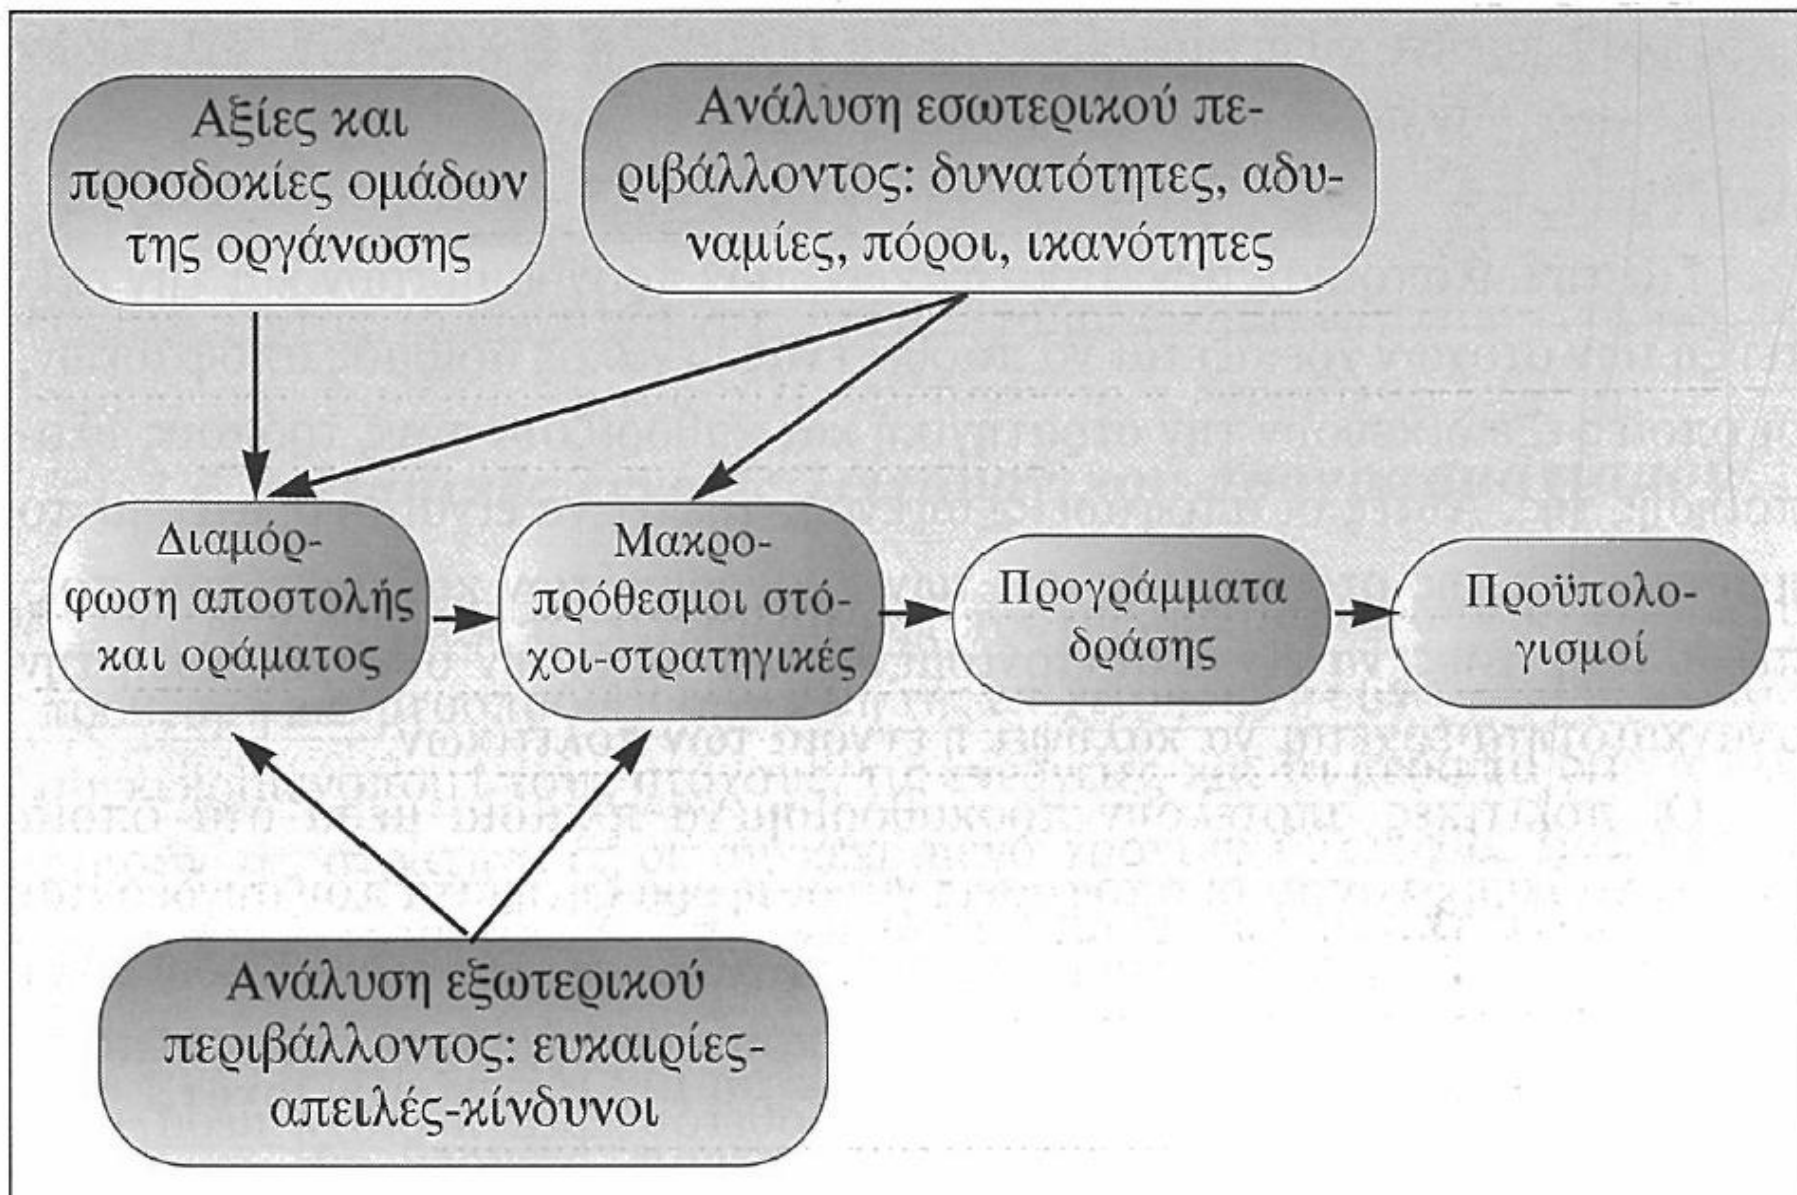 Αξίες και
προσδοκίες ομάδων
της οργάνωσης
Ανάλυση εσωτερικού πε-
ριβάλλοντος: δυνατότητες, αδυ-
ναμίες, πόροι, ικανότητες
Διαμόρ-
φωση αποστολής
και οράματος
Μακρο-
πρόθεσμοι στό-
χοι-στρατηγικές
Προγράμματα
δράσης
Προϋπολο-
γισμοί
Ανάλυση εξωτερικού
περιβάλλοντος: ευκαιρίες-
απειλές-κίνδυνοι